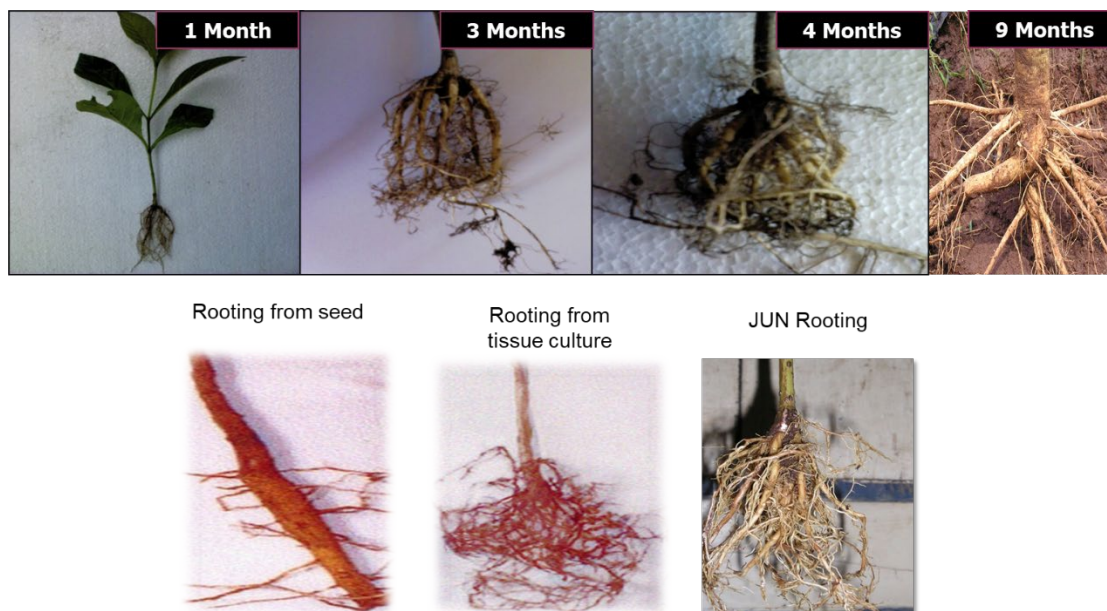 1 Month
3 Months
4 Months
9 Months
Rooting from seed
Rooting from
tissue culture
JUN Rooting